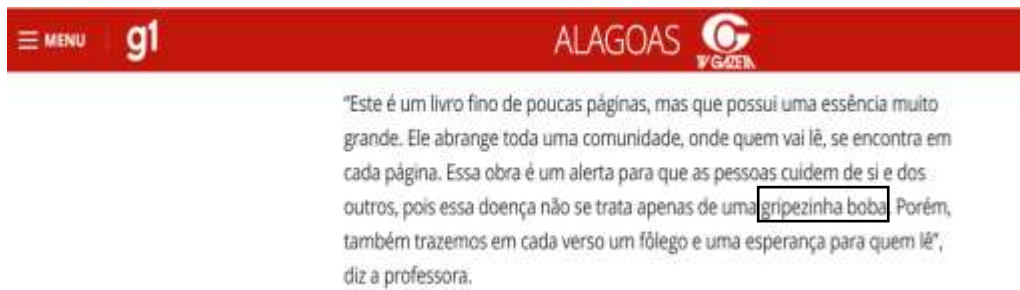 MENU g1 ALAGOAS TV GAZETA
"Este é um livro fino de poucas páginas, mas que possui uma essência muito
grande. Ele abrange toda uma comunidade, onde quem vai lê, se encontra em
cada página. Essa obra é um alerta para que as pessoas cuidem de si e dos
outros, pois essa doença não se trata apenas de uma gripezinha boba. Porém,
também trazemos em cada verso um fôlego e uma esperança para quem lê",
diz a professora.